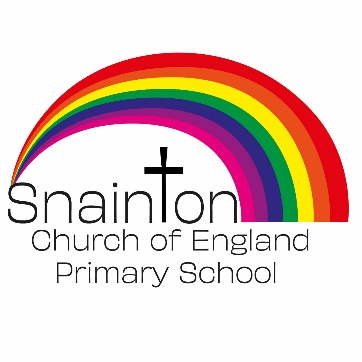 Snainton
Church of England
Primary School